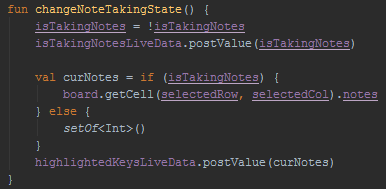 fun changeNoteTakingState() {
    isTakingNotes = !isTakingNotes
    isTakingNotesLiveData.postValue(isTakingNotes)

    val curNotes = if (isTakingNotes) {
        board.getCell(selectedRow, selectedCol).notes
    } else {
        setOf<Int>()
    }
    highlightedKeysLiveData.postValue(curNotes)
}